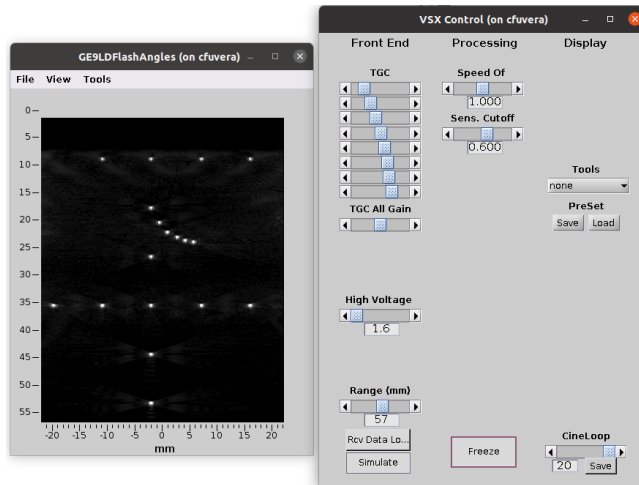 GE9LDFlashAngles (on cfuvera)
File View Tools
0
5
10
15
20
25
30
35
40
45
50
55
-20 -15 -10 -5 0 5 10 15 20
mm
VSX Control (on cfuvera)
Front End Processing Display
TGC
TGC All Gain
High Voltage
1.6
Range (mm)
57
Rcv Data Lo...
Simulate
Speed Of
1.000
Sens. Cutoff
0.600
Freeze
Tools
none
PreSet
Save Load
CineLoop
20 Save